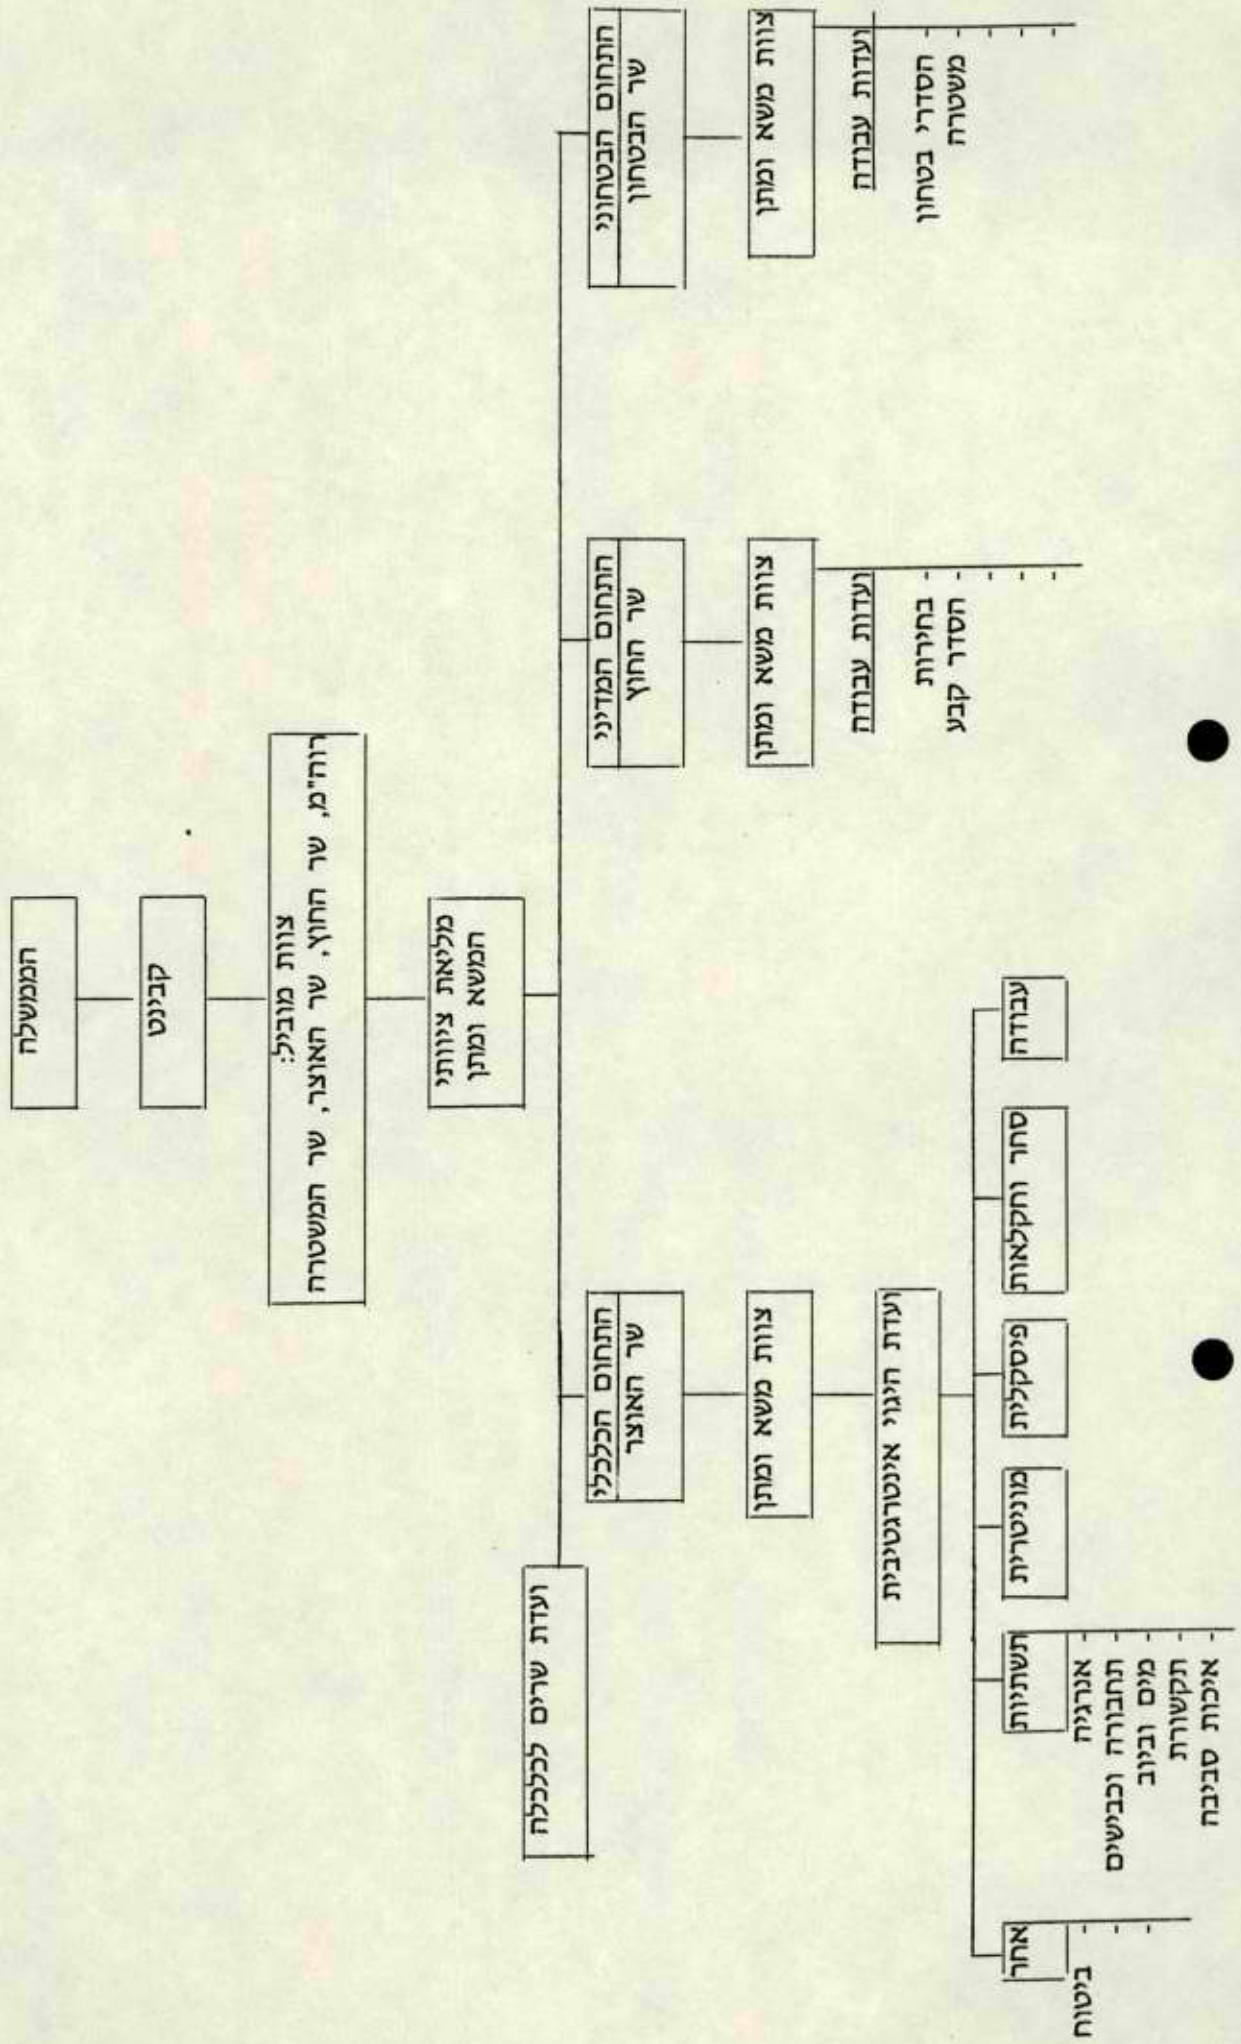 הממשלה
קבינט
צוות מוביל:
רוה"מ, שר החוץ, שר האוצר, שר המשטרה
מליאת צוותי
המשא ומתן
ועדת שרים לכלכלה
התחום הבטחוני
שר הבטחון
צוות משא ומתן
ועדות עבודה
- הסדרי בטחון
- משטרה
-
-
-
התחום המדיני
שר החוץ
צוות משא ומתן
ועדות עבודה
- בחירות
- הסדר קבע
-
-
-
התחום הכלכלי
שר האוצר
צוות משא ומתן
ועדת היגוי אינטרגטיבית
עבודה
סחר וחקלאות
פיסקלית
מוניטרית
תשתיות
- אנרגיה
- תחבורה וכבישים
- מים וביוב
- תקשורת
- איכות סביבה
אחר
- ביטוח
-
-